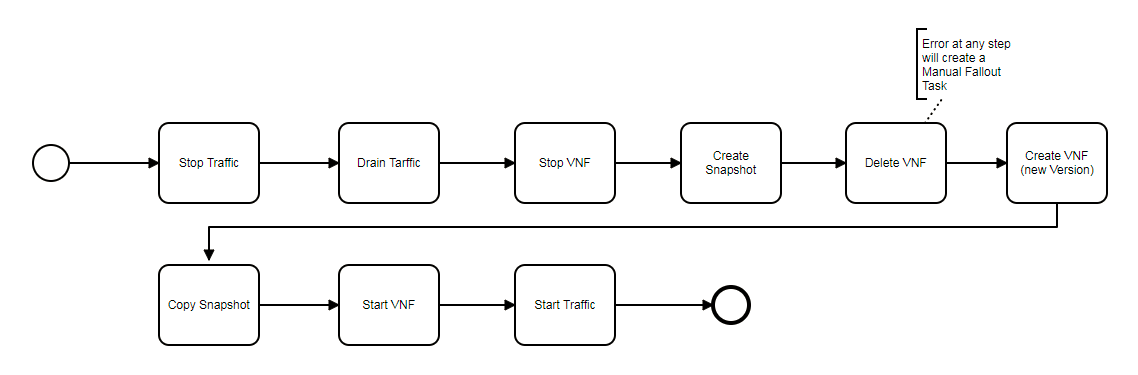 Error at any step
will create a
Manual Fallout
Task
Stop Traffic
Drain Tarffic
Stop VNF
Create
Snapshot
Delete VNF
Create VNF
(new Version)
Copy Snapshot
Start VNF
Start Traffic